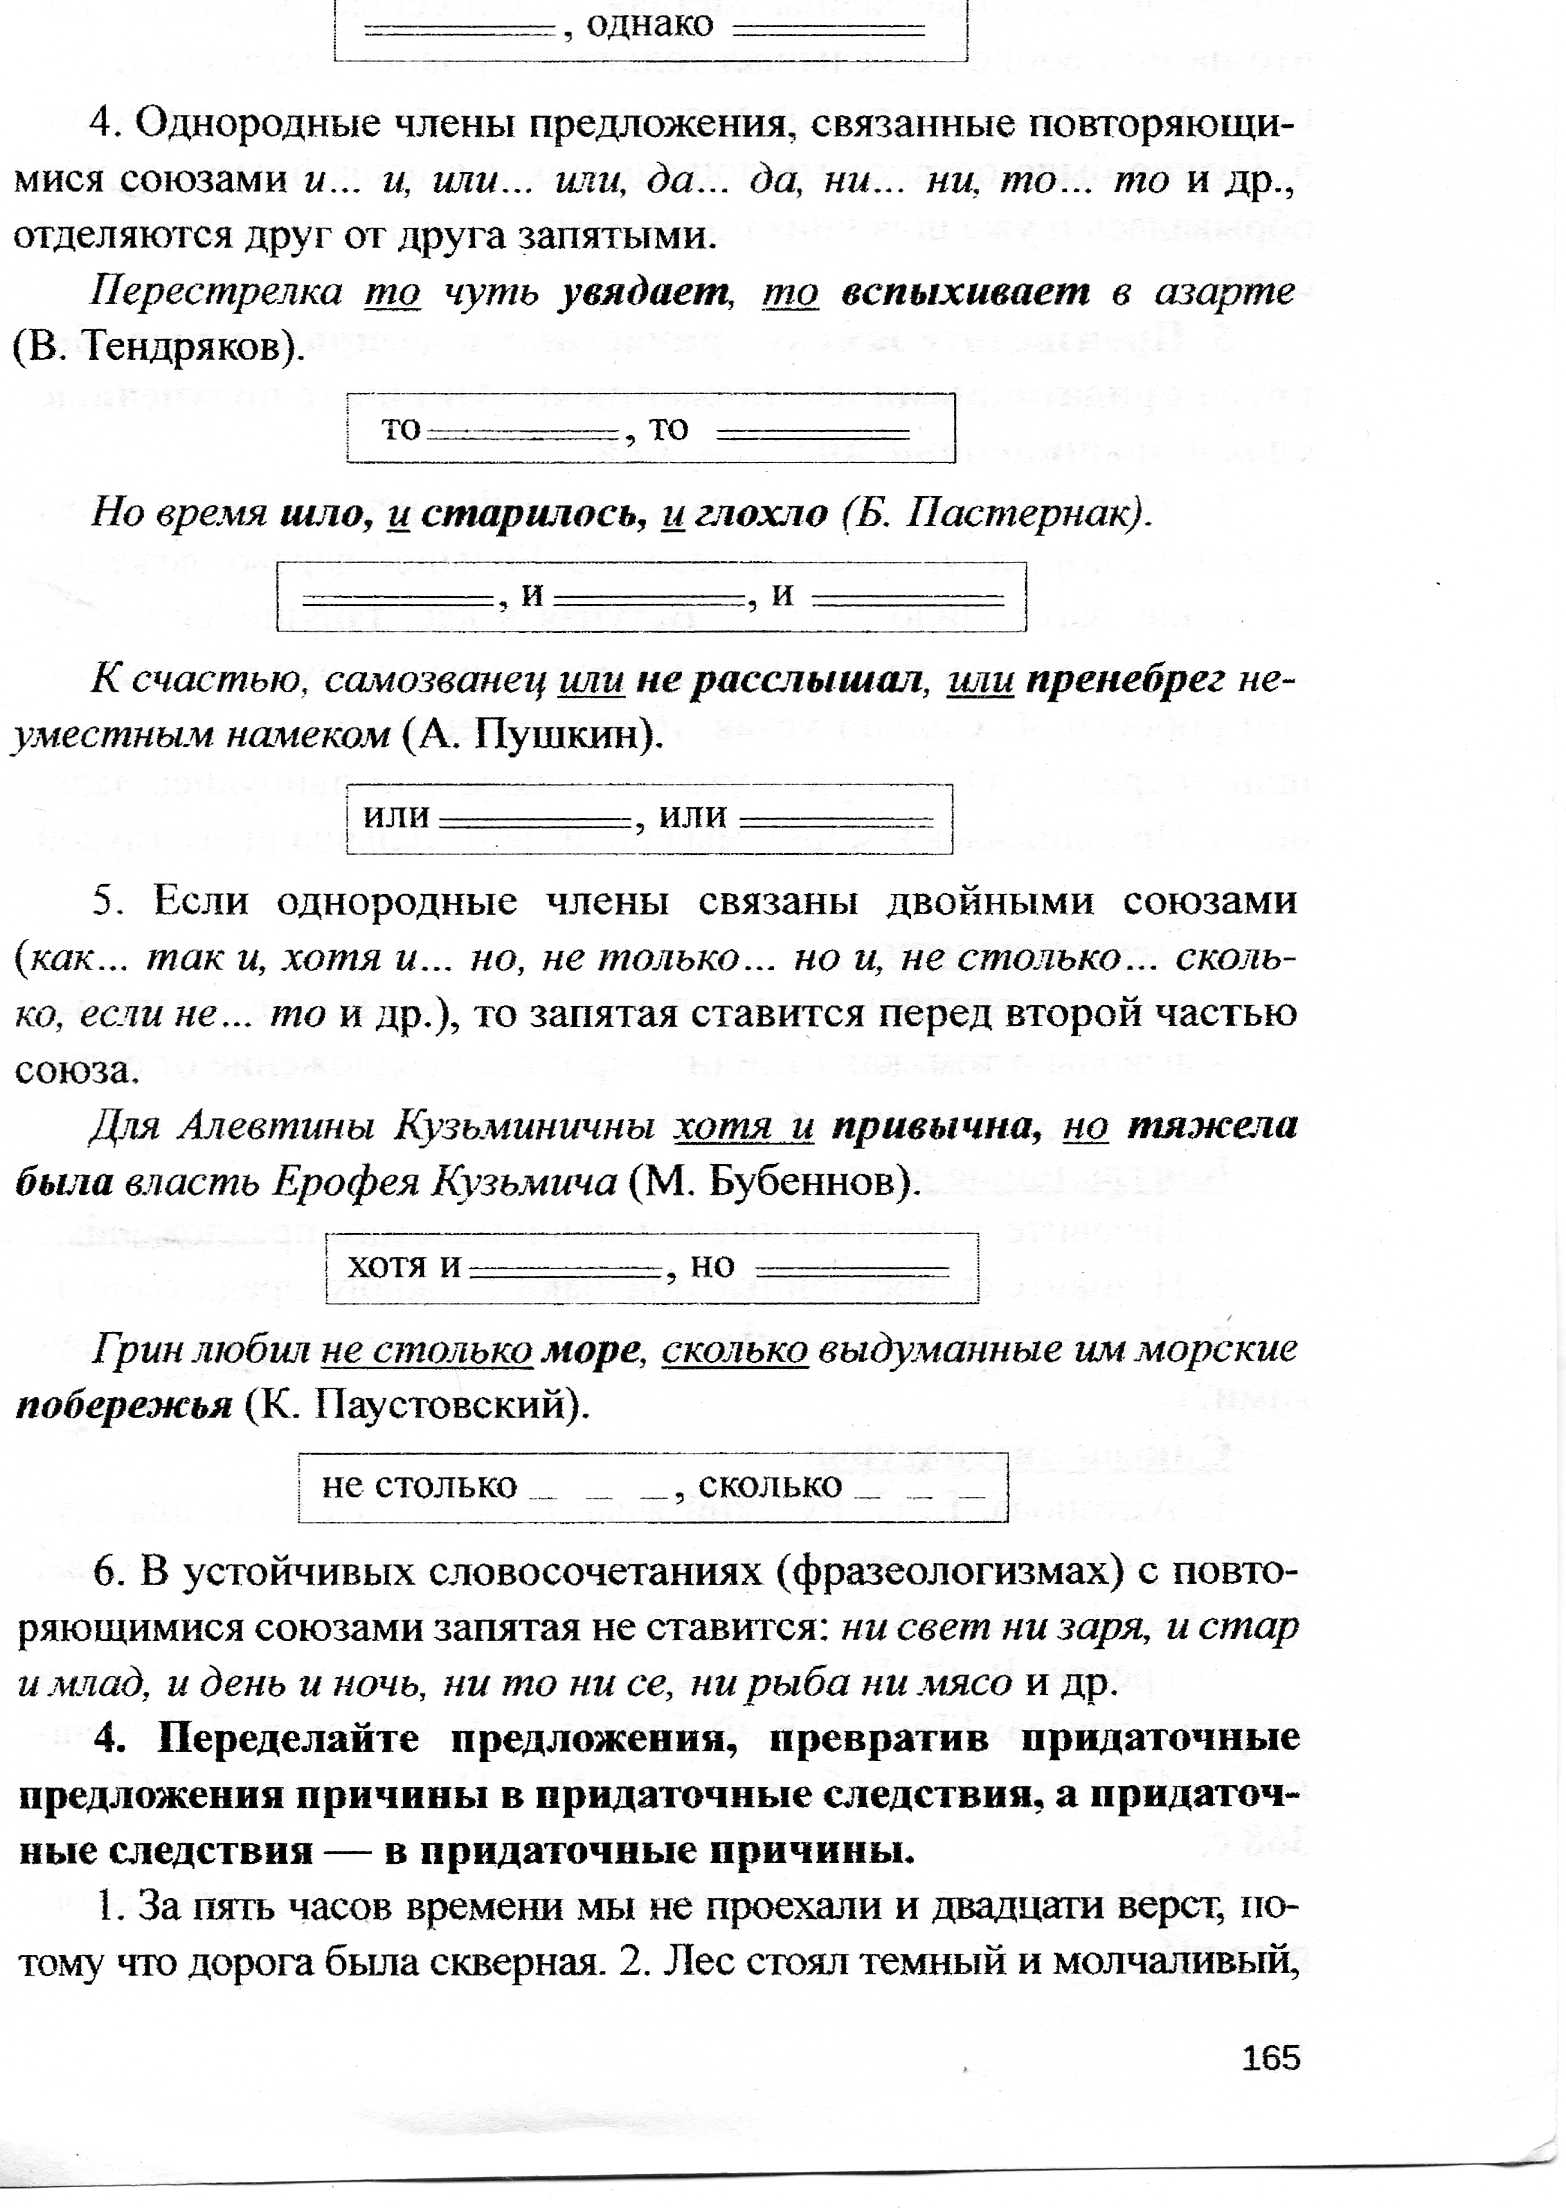 , однако
4. Однородные члены предложения, связанные повторяющи-
мися союзами и... и, или... или, да... да, ни... ни, то... то и др.,
отделяются друг от друга запятыми.
Перестрелка то чуть увядает, то вспыхивает в азарте
(В. Тендряков).
то , то
Но время шло, и старилось, и глохло (Б. Пастернак).
, и , и
К счастью, самозванец или не расслышал, или пренебрег не-
уместным намеком (А. Пушкин).
или , или
5. Если однородные члены связаны двойными союзами
(как... так и, хотя и... но, не только... но и, не столько... сколь-
ко, если не... то и др.), то запятая ставится перед второй частью
союза.
Для Алевтины Кузьминичны хотя и привычна, но тяжела
была власть Ерофея Кузьмича (М. Бубеннов).
хотя и , но
Грин любил не столько море, сколько выдуманные им морские
побережья (К. Паустовский).
не столько _ _ _, сколько _ _ _
6. В устойчивых словосочетаниях (фразеологизмах) с повто-
ряющимися союзами запятая не ставится: ни свет ни заря, и стар
и млад, и день и ночь, ни то ни се, ни рыба ни мясо и др.
4. Переделайте предложения, превратив придаточные
предложения причины в придаточные следствия, а придаточ-
ные следствия — в придаточные причины.
1. За пять часов времени мы не проехали и двадцати верст, по-
тому что дорога была скверная. 2. Лес стоял темный и молчаливый,
165